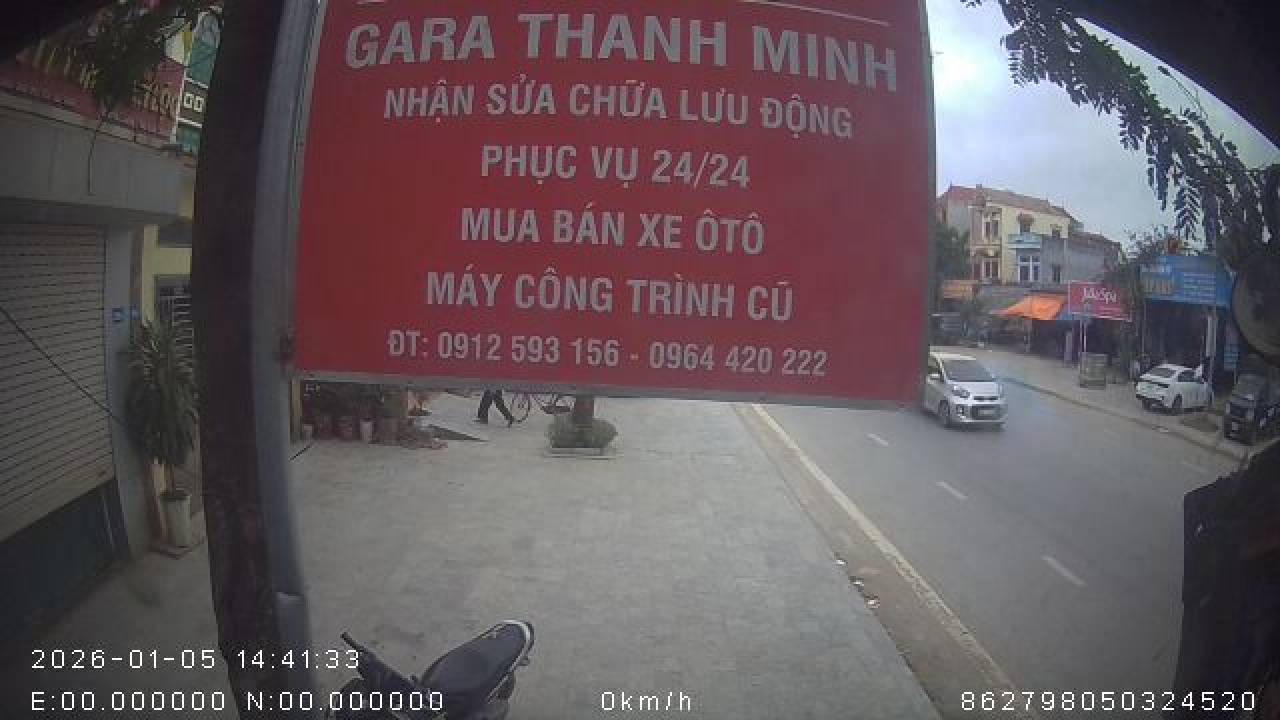 GARA THANH MINH
NHẬN SỬA CHỮA LƯU ĐỘNG
PHỤC VỤ 24/24
MUA BÁN XE ÔTÔ
MÁY CÔNG TRÌNH CŨ
ĐT: 0912 593 156 - 0964 420 222
Spa
2026-01-05 14:41:33
E:00.000000 N:00.000000 0km/h 862798050324520